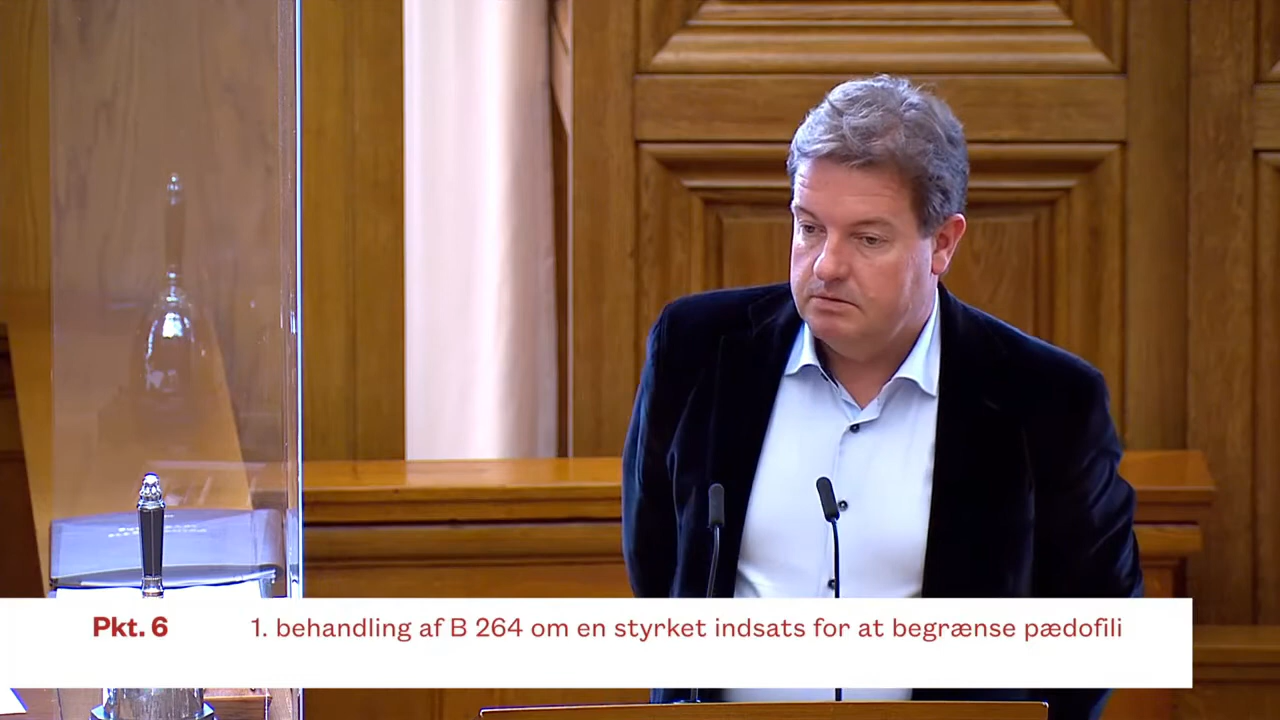 Pkt. 6 1. behandling af B 264 om en styrket indsats for at begrænse pædofili